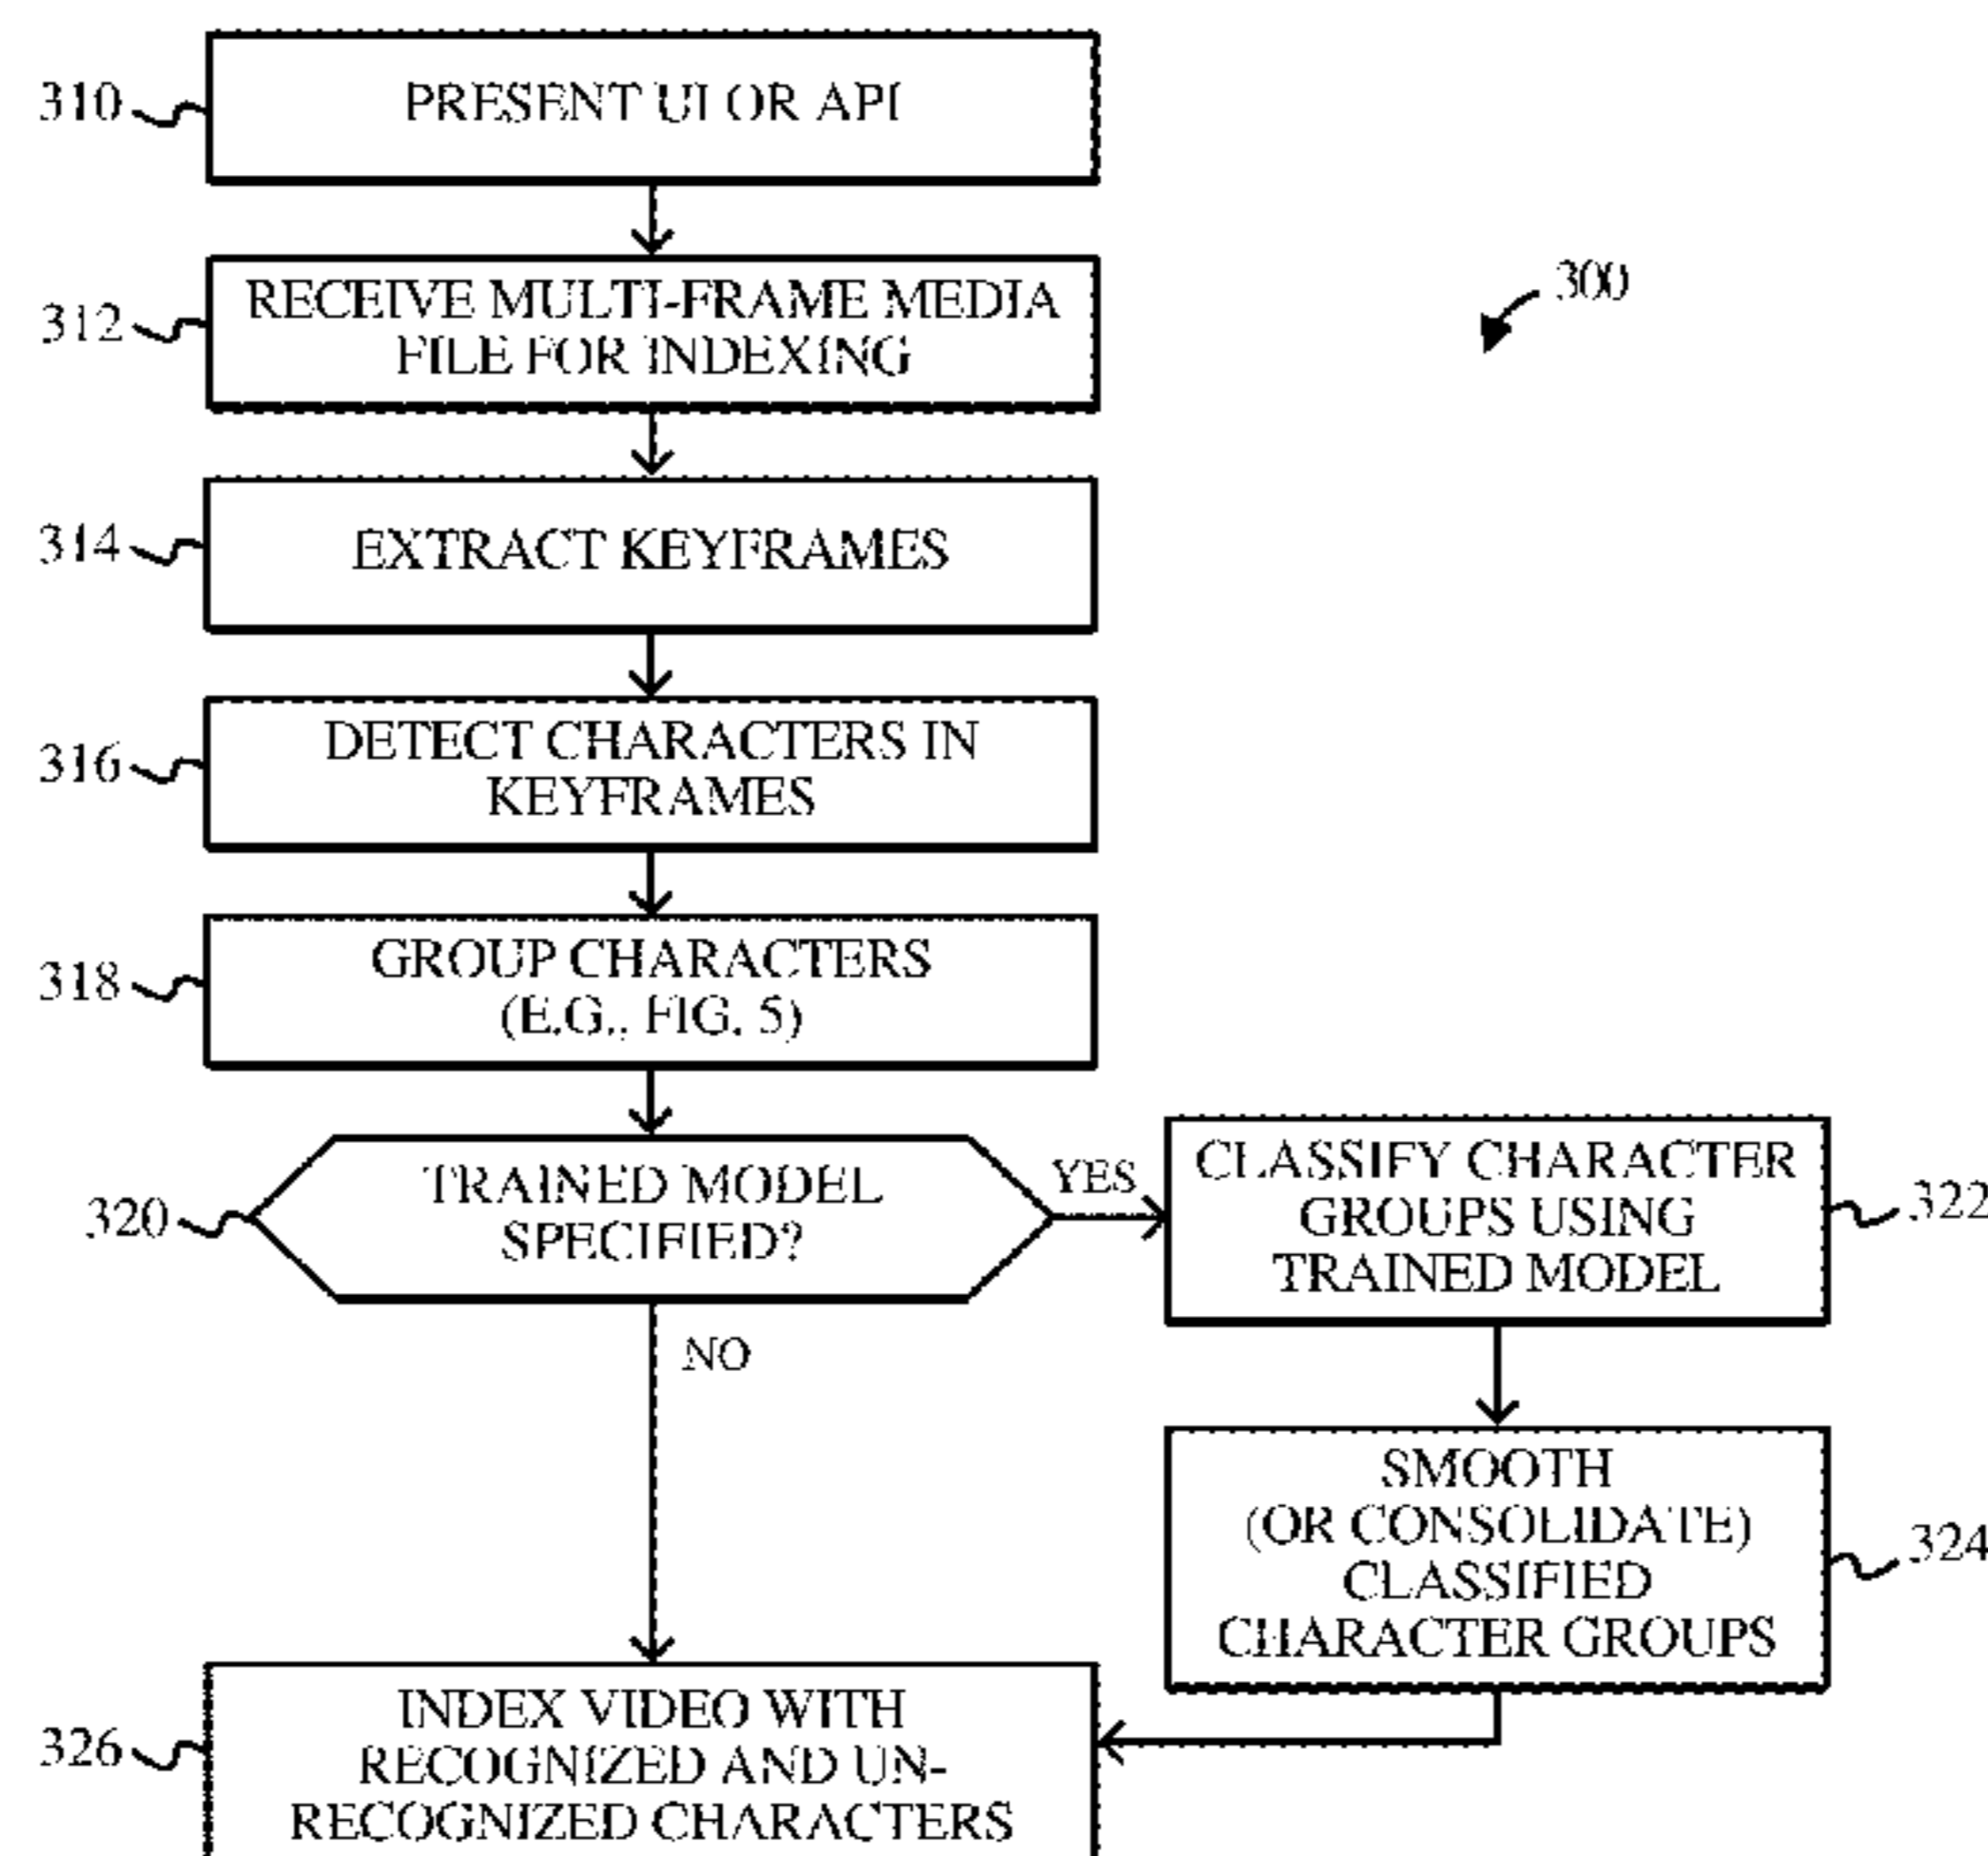 310
PRESENT UI OR API
312
RECEIVE MULTI-FRAME MEDIA
FILE FOR INDEXING
300
314
EXTRACT KEYFRAMES
316
DETECT CHARACTERS IN
KEYFRAMES
318
GROUP CHARACTERS
(E.G., FIG. 5)
320
TRAINED MODEL
SPECIFIED?
YES
NO
CLASSIFY CHARACTER
GROUPS USING
TRAINED MODEL
322
SMOOTH
(OR CONSOLIDATE)
CLASSIFIED
CHARACTER GROUPS
324
326
INDEX VIDEO WITH
RECOGNIZED AND UN-
RECOGNIZED CHARACTERS